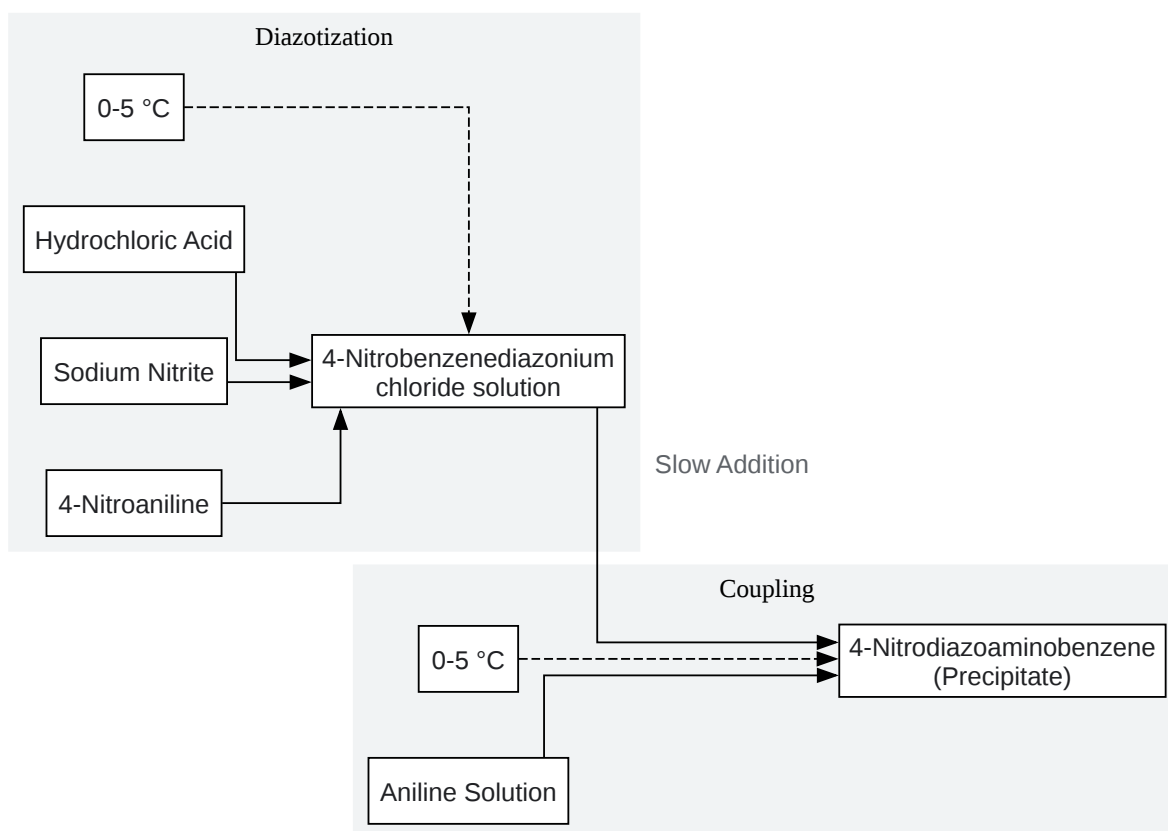 Diazotization
0-5 °C
Hydrochloric Acid
Sodium Nitrite
4-Nitrobenzenediazonium
chloride solution
4-Nitroaniline
Slow Addition
Coupling
0-5 °C
4-Nitrodiazoaminobenzene
(Precipitate)
Aniline Solution